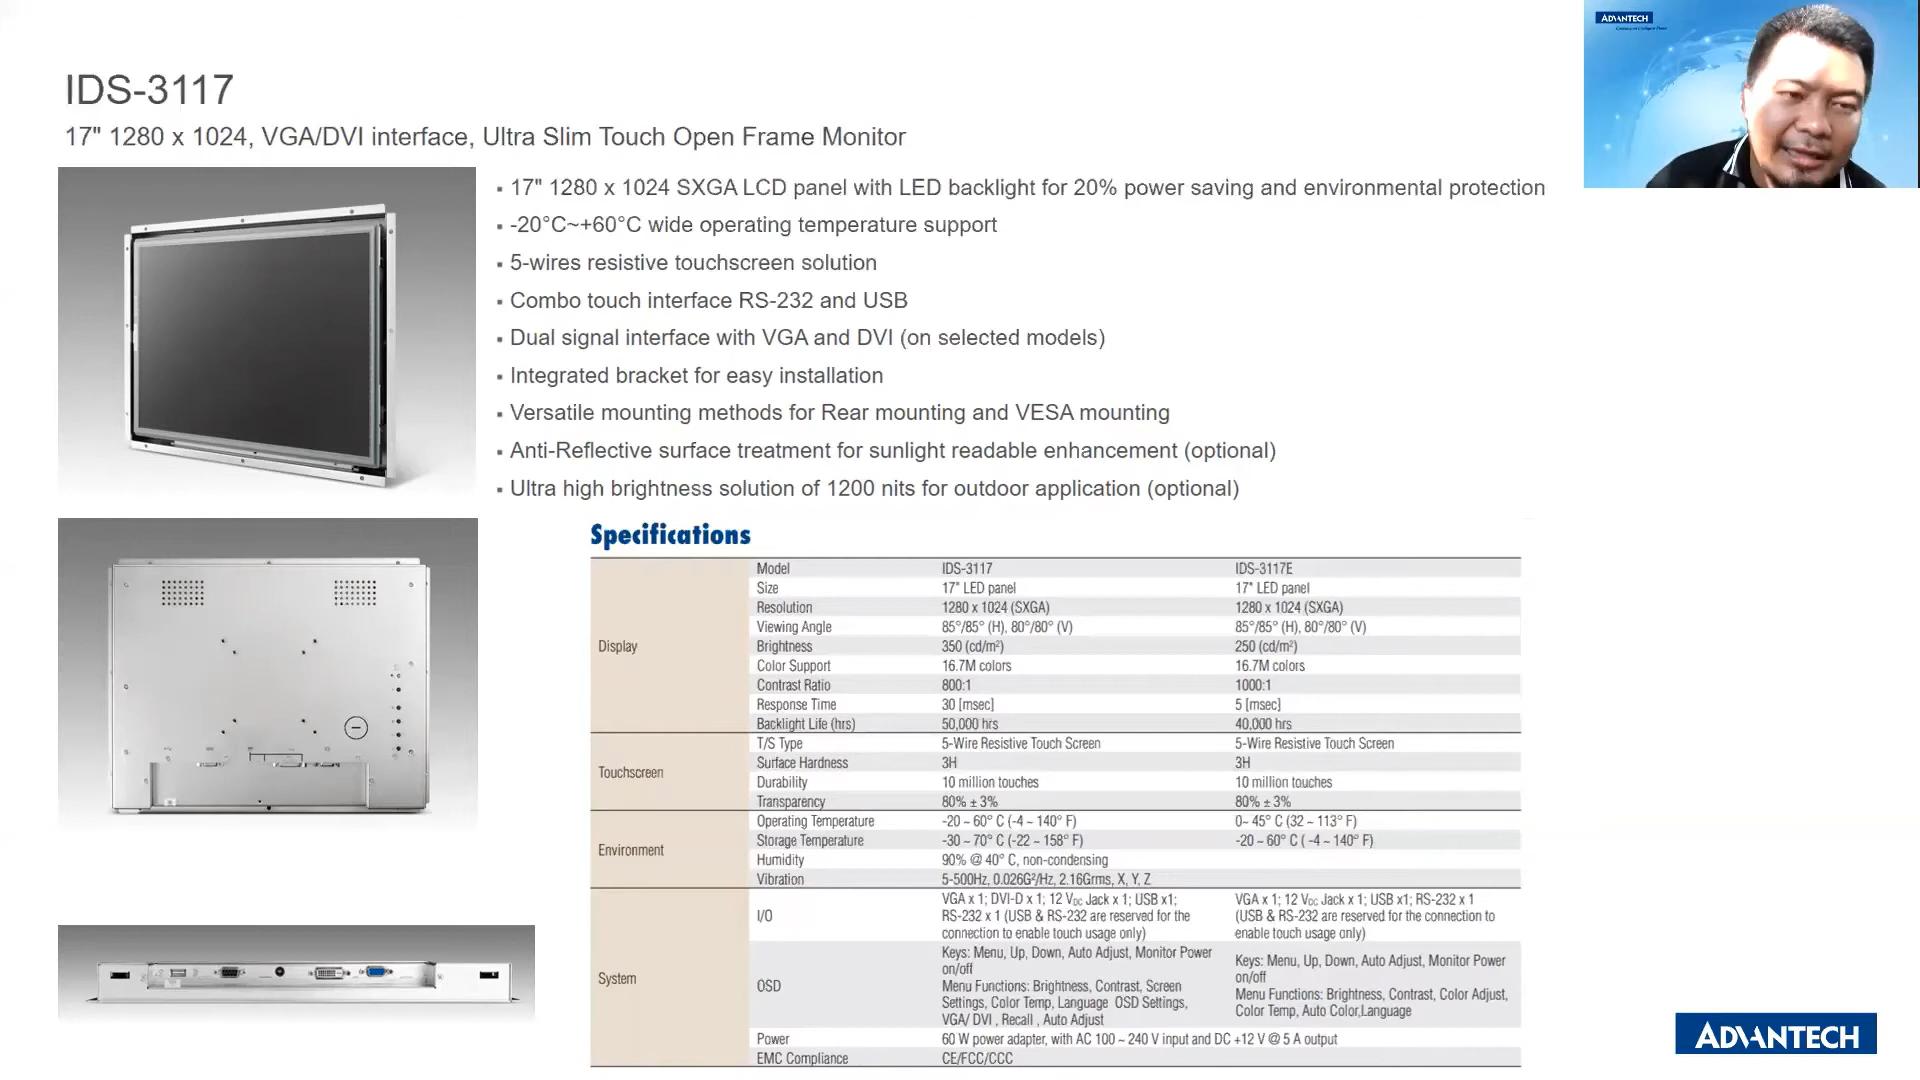 ADVANTECH
IDS-3117
17" 1280 x 1024, VGA/DVI interface, Ultra Slim Touch Open Frame Monitor
▪ 17" 1280 x 1024 SXGA LCD panel with LED backlight for 20% power saving and environmental protection
▪ -20°C~+60°C wide operating temperature support
▪ 5-wires resistive touchscreen solution
▪ Combo touch interface RS-232 and USB
▪ Dual signal interface with VGA and DVI (on selected models)
▪ Integrated bracket for easy installation
▪ Versatile mounting methods for Rear mounting and VESA mounting
▪ Anti-Reflective surface treatment for sunlight readable enhancement (optional)
▪ Ultra high brightness solution of 1200 nits for outdoor application (optional)
Specifications
Display
Model IDS-3117 IDS-3117E
Size 17" LED panel 17" LED panel
Resolution 1280 x 1024 (SXGA) 1280 x 1024 (SXGA)
Viewing Angle 85°/85° (H), 80°/80° (V) 85°/85° (H), 80°/80° (V)
Brightness 350 (cd/m²) 250 (cd/m²)
Color Support 16.7M colors 16.7M colors
Contrast Ratio 800:1 1000:1
Response Time 30 [msec] 5 [msec]
Backlight Life (hrs) 50,000 hrs 40,000 hrs
Touchscreen
T/S Type 5-Wire Resistive Touch Screen 5-Wire Resistive Touch Screen
Surface Hardness 3H 3H
Durability 10 million touches 10 million touches
Transparency 80% ± 3% 80% ± 3%
Environment
Operating Temperature -20 ~ 60° C (-4 ~ 140° F) 0~ 45° C (32 ~ 113° F)
Storage Temperature -30 ~ 70° C (-22 ~ 158° F) -20 ~ 60° C ( -4 ~ 140° F)
Humidity 90% @ 40° C, non-condensing
Vibration 5-500Hz, 0.026G²/Hz, 2.16Grms, X, Y, Z
System
I/O
VGA x 1; DVI-D x 1; 12 VDC Jack x 1; USB x1;
RS-232 x 1 (USB & RS-232 are reserved for the
connection to enable touch usage only)
VGA x 1; 12 VDC Jack x 1; USB x1; RS-232 x 1
(USB & RS-232 are reserved for the connection to
enable touch usage only)
OSD
Keys: Menu, Up, Down, Auto Adjust, Monitor Power
on/off
Menu Functions: Brightness, Contrast, Screen
Settings, Color Temp, Language OSD Settings,
VGA/ DVI , Recall , Auto Adjust
Keys: Menu, Up, Down, Auto Adjust, Monitor Power
on/off
Menu Functions: Brightness, Contrast, Color Adjust,
Color Temp, Auto Color,Language
Power 60 W power adapter, with AC 100 ~ 240 V input and DC +12 V @ 5 A output
EMC Compliance CE/FCC/CCC
ADVANTECH